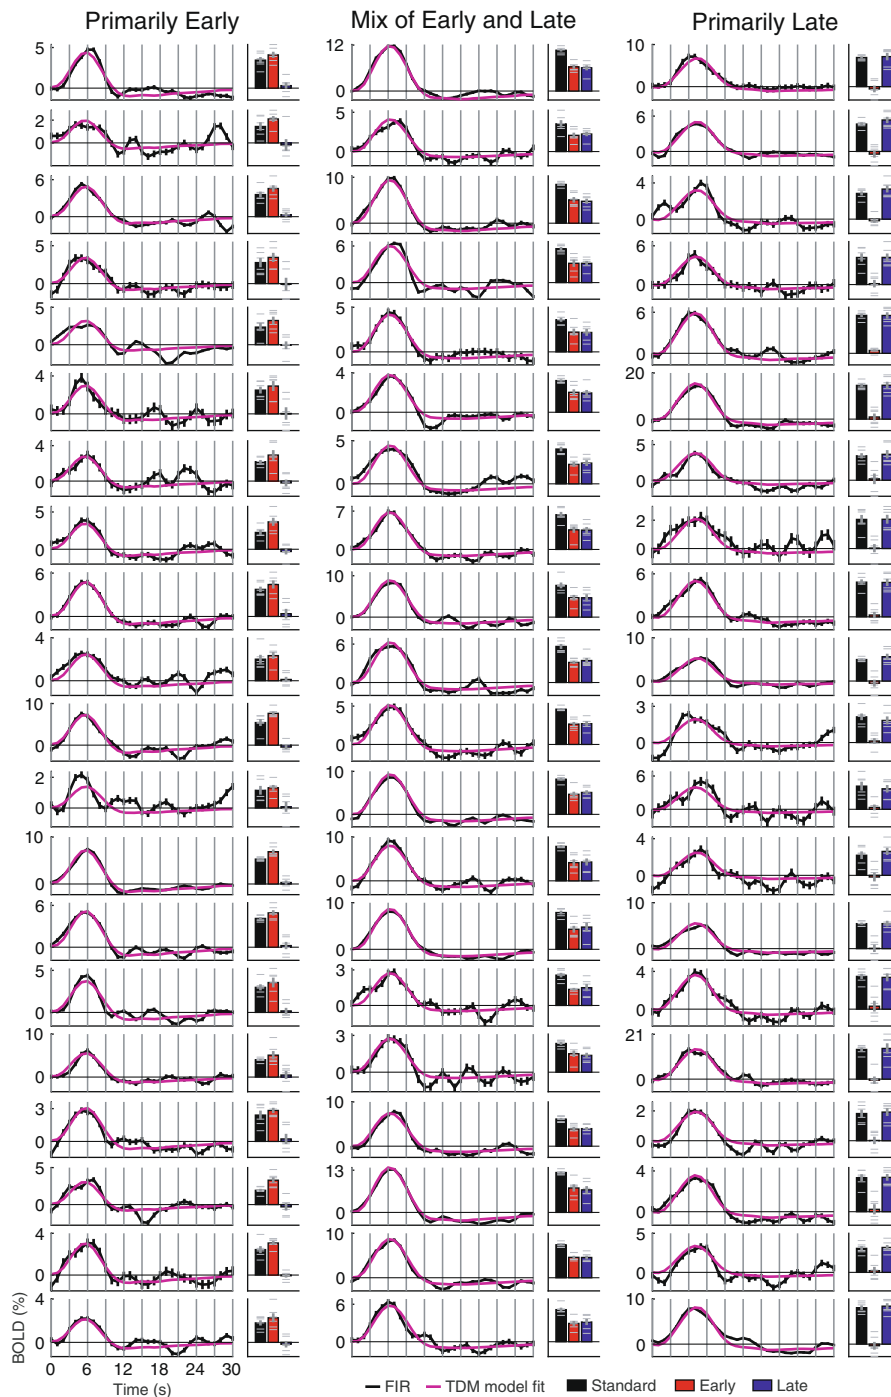 Primarily Early Mix of Early and Late Primarily Late
5 12 10
0 0 0
2 5 6
0 0 0
6 10 4
0 0 0
5 6 5
0 0 0
5 5 6
0 0 0
4 4 20
0 0 0
4 5 5
0 0 0
5 7 2
0 0 0
6 10 6
0 0 0
4 6 10
0 0 0
10 5 3
0 0 0
2 10 6
0 0 0
10 10 4
0 0 0
6 10 10
0 0 0
5 3 4
0 0 0
10 3 21
0 0 0
3 10 2
0 0 0
5 13 4
0 0 0
4 10 5
0 0 0
4 6 10
0 0 0
BOLD (%)
0 6 12 18 24 30
Time (s)
FIR TDM model fit Standard Early Late